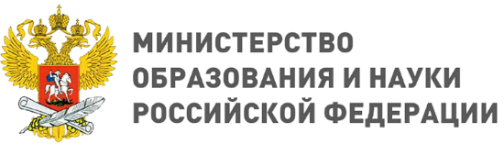 МИНИСТЕРСТВО
ОБРАЗОВАНИЯ И НАУКИ
РОССИЙСКОЙ ФЕДЕРАЦИИ